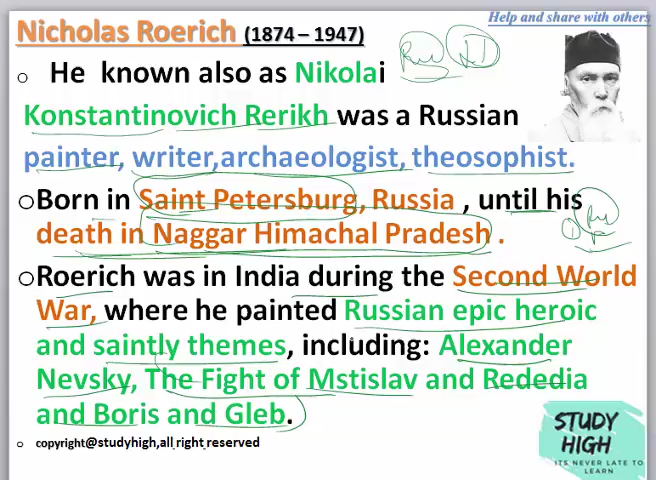 Help and share with others
Nicholas Roerich (1874 – 1947)
He known also as Nikolai
Konstantinovich Rerikh was a Russian
painter, writer,archaeologist, theosophist.
Born in Saint Petersburg, Russia , until his
death in Naggar Himachal Pradesh .
Roerich was in India during the Second World
War, where he painted Russian epic heroic
and saintly themes, including: Alexander
Nevsky, The Fight of Mstislav and Rededia
and Boris and Gleb.
copyright@studyhigh,all right reserved
STUDY
HIGH
ITS NEVER LATE TO
LEARN